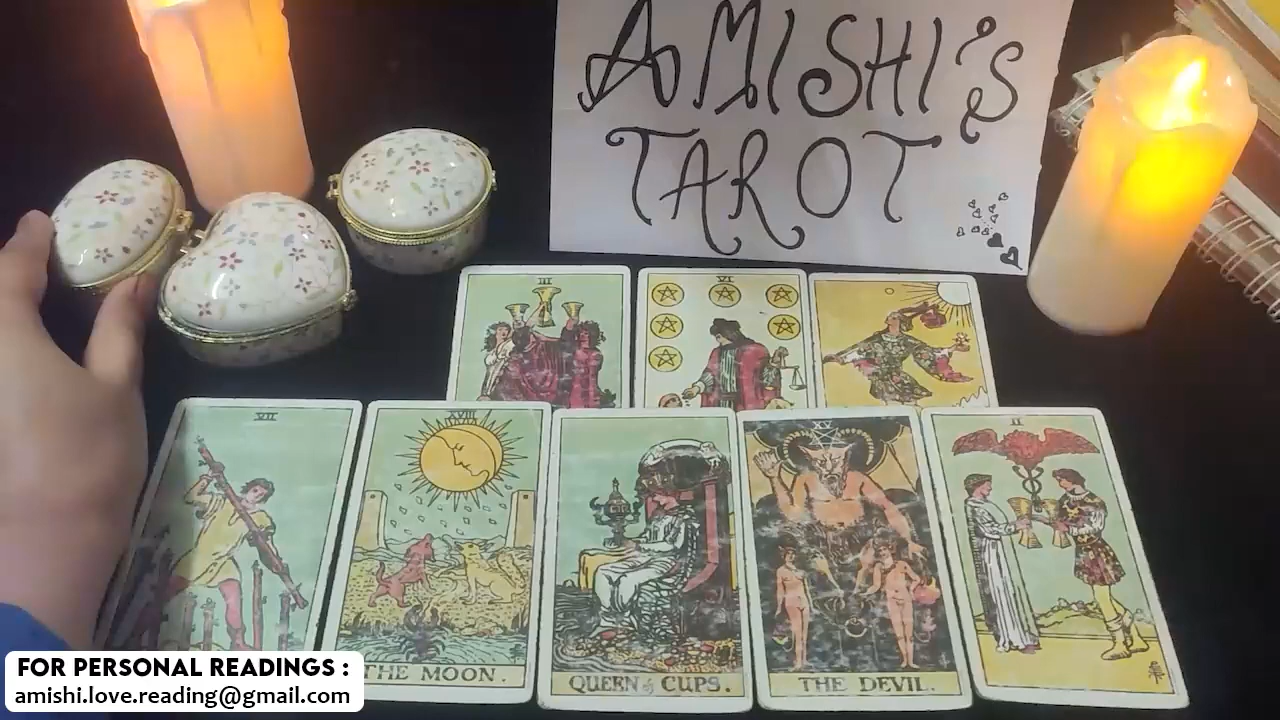 AMISHI'S
TAROT
III
VI
VII
XVIII
THE MOON.
QUEEN of CUPS.
XV
THE DEVIL.
II
FOR PERSONAL READINGS :
amishi.love.reading@gmail.com